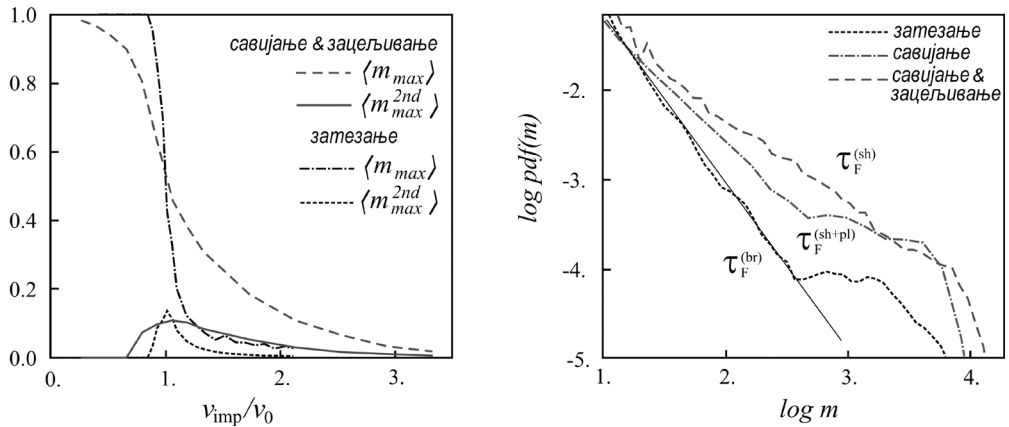 1.0
0.8
0.6
0.4
0.2
0.0
0.
1.
2.
3.
v_imp/v_0
савијање & зацељивање
⟨m_max⟩
⟨m_max^2nd⟩
затезање
⟨m_max⟩
⟨m_max^2nd⟩
log pdf(m)
-2.
-3.
-4.
-5.
1.
2.
3.
4.
log m
затезање
савијање
савијање &
зацељивање
τ_F^(sh)
τ_F^(sh+pl)
τ_F^(br)